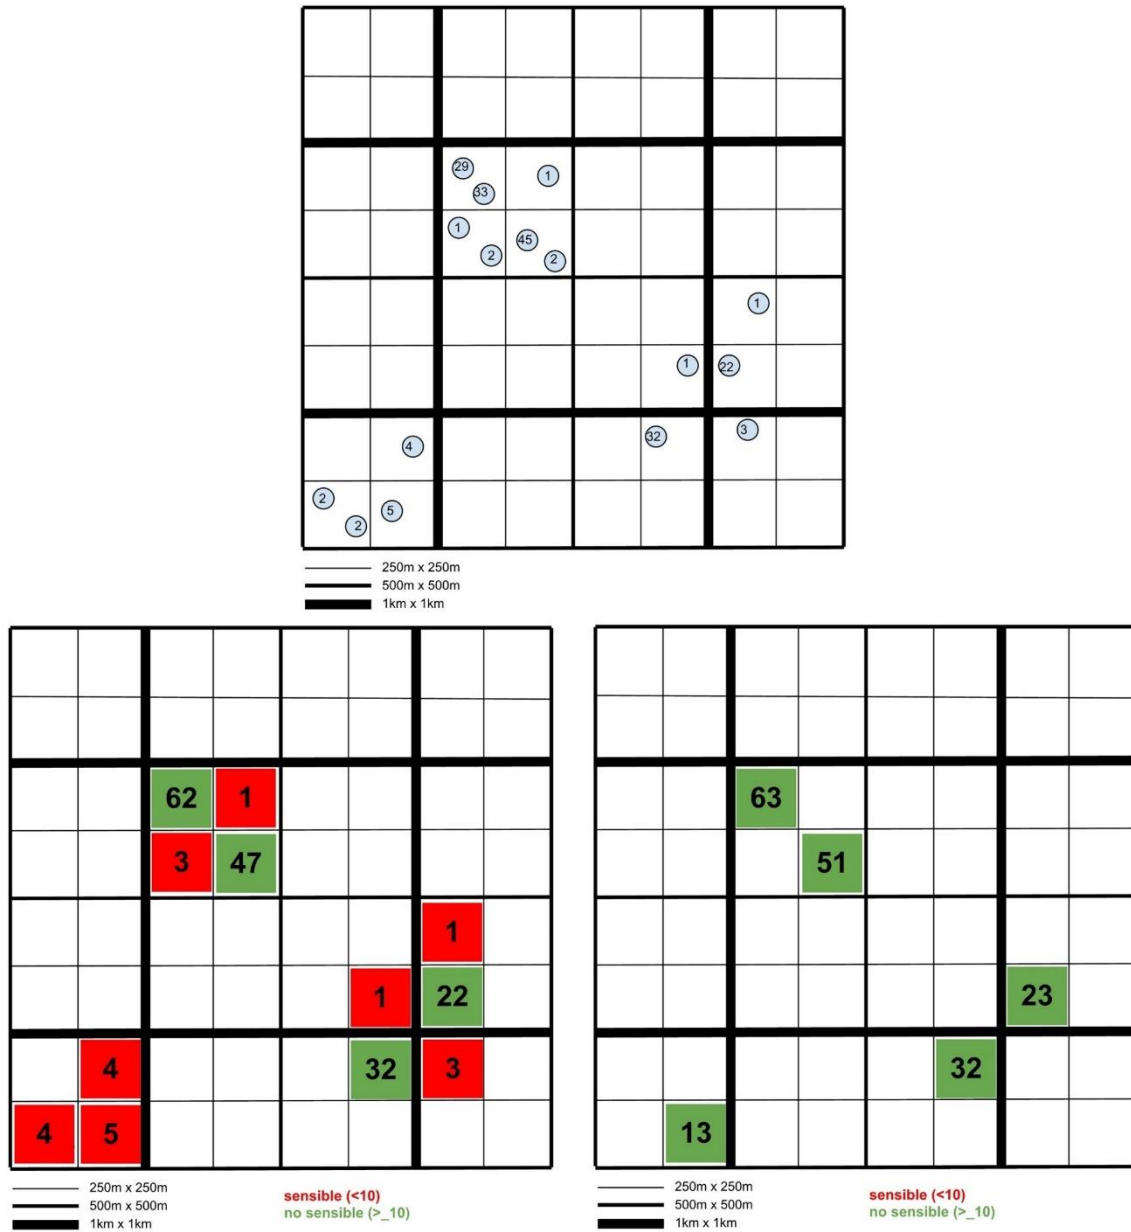 29 1
33
1 45
2 2
1
1 22
32 3
4
2 5
2
250m x 250m
500m x 500m
1km x 1km
62 1
3 47
1
1 22
4 32 3
4 5
250m x 250m
500m x 500m
1km x 1km
sensible (<10)
no sensible (>_10)
63
51
23
32
13
250m x 250m
500m x 500m
1km x 1km
sensible (<10)
no sensible (>_10)